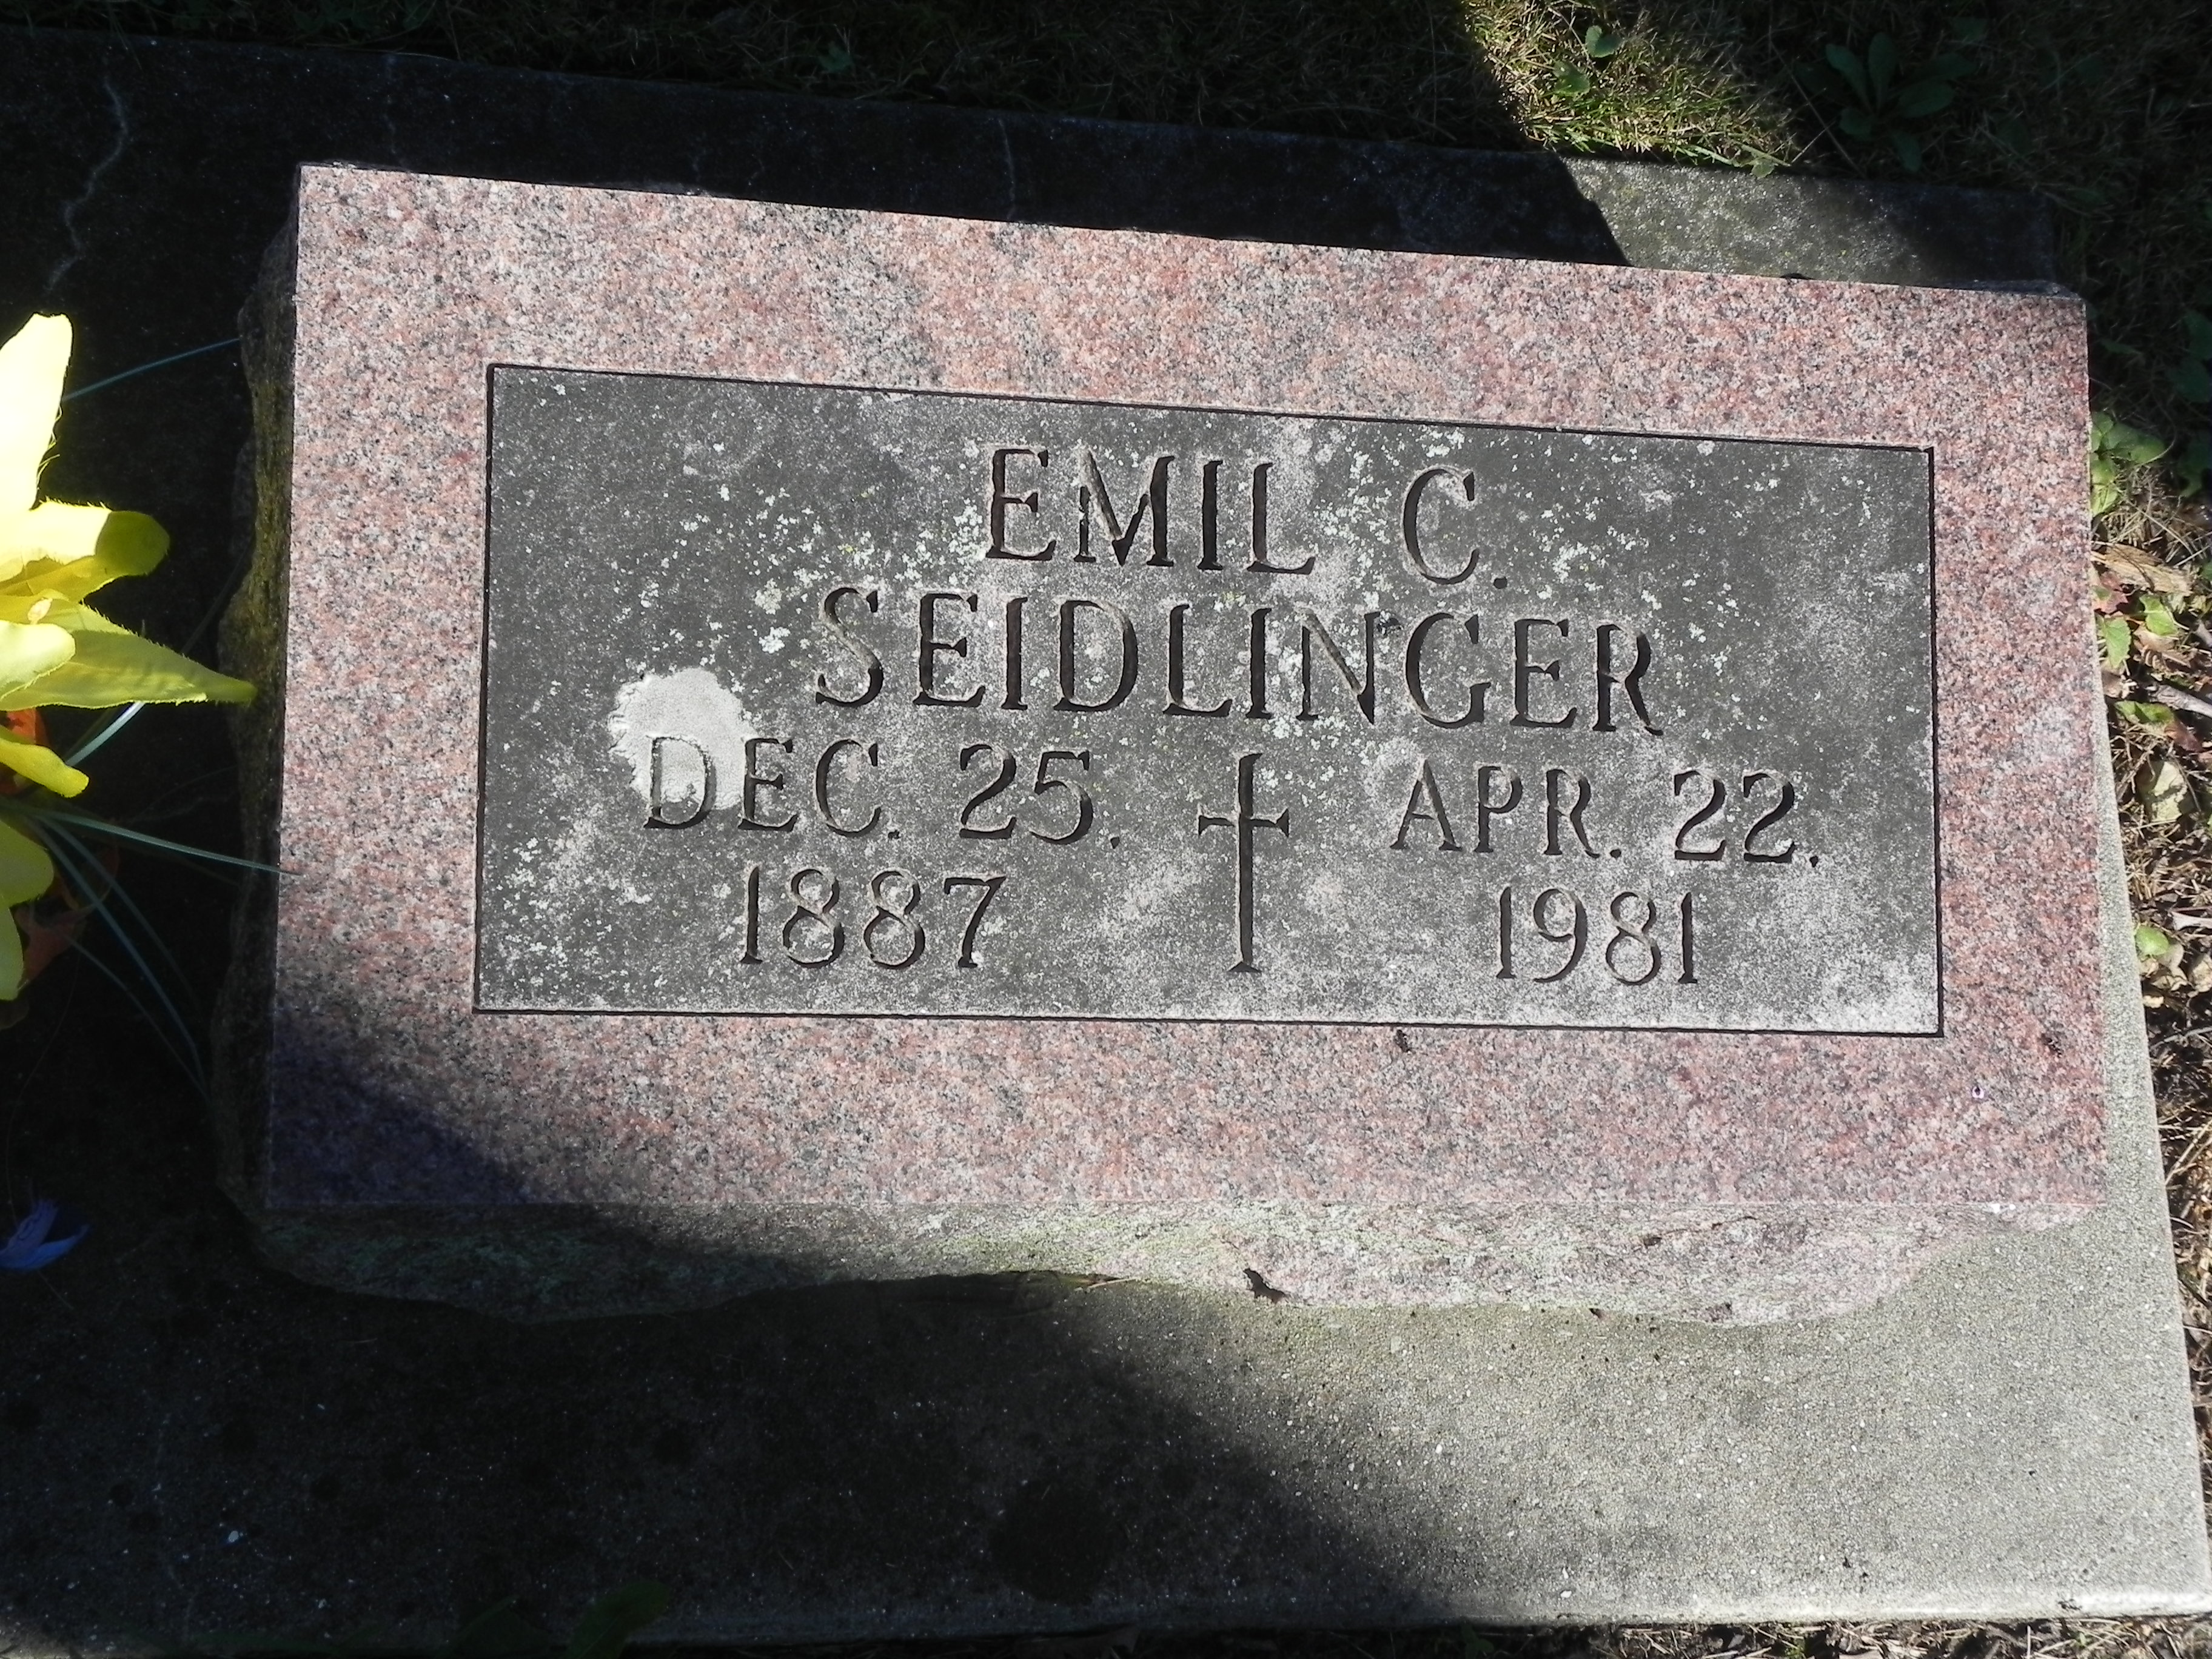 EMIL C.
SEIDLINGER
DEC. 25, APR. 22,
1887 1981